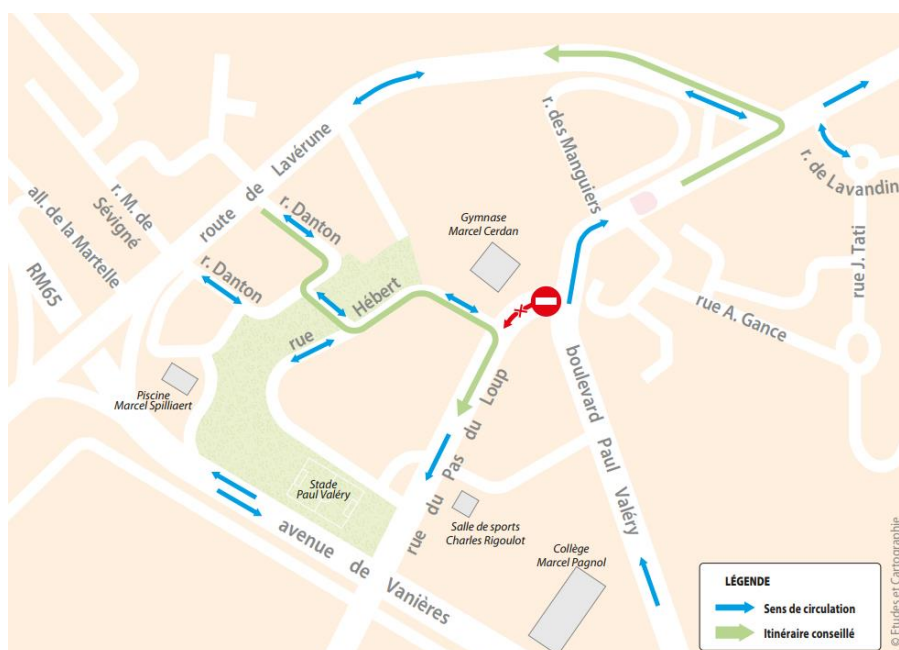 route de Lavérune
r. des Manguiers
r. de Lavandin
r. M. de
Sévigné
all. de la Martelle
RM65
r. Danton
r. Danton
Gymnase
Marcel Cerdan
rue Hébert
rue J. Tati
rue A. Gance
Piscine
Marcel Spilliaert
rue du Pas du Loup
boulevard Paul Valéry
Stade
Paul Valéry
avenue de Vanières
Salle de sports
Charles Rigoulot
Collège
Marcel Pagnol
LÉGENDE
Sens de circulation
Itinéraire conseillé
© Etudes et Cartographie